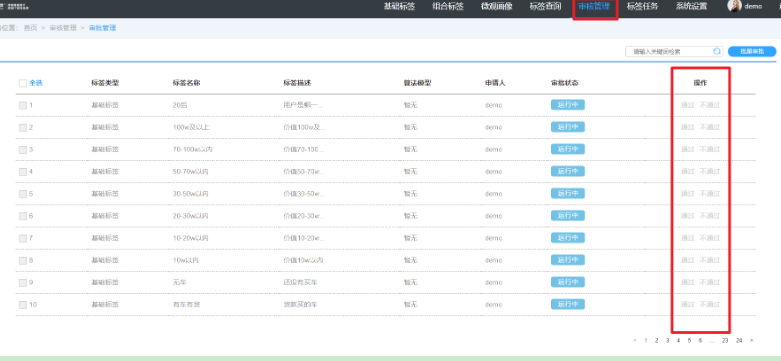 基础标签 组合标签 微观画像 标签查询 审核管理 标签任务 系统设置 demo
位置: 首页 > 审核管理 > 审批管理
请输入关键词检索 批量审批
全选 标签类型 标签名称 标签描述 算法模型 申请人 审批状态 操作
1 基础标签 20后 用户是哪一... 暂无 demo 运行中 通过 不通过
2 基础标签 100w及以上 价值100w及... 暂无 demo 运行中 通过 不通过
3 基础标签 70-100w以内 价值70-100... 暂无 demo 运行中 通过 不通过
4 基础标签 50-70w以内 价值50-70w... 暂无 demo 运行中 通过 不通过
5 基础标签 30-50w以内 价值30-50w... 暂无 demo 运行中 通过 不通过
6 基础标签 20-30w以内 价值20-30w... 暂无 demo 运行中 通过 不通过
7 基础标签 10-20w以内 价值10-20w... 暂无 demo 运行中 通过 不通过
8 基础标签 10w以内 价值10w以内 暂无 demo 运行中 通过 不通过
9 基础标签 无车 还没有买车 暂无 demo 运行中 通过 不通过
10 基础标签 有车有贷 贷款买的车 暂无 demo 运行中 通过 不通过
< 1 2 3 4 5 6 ... 23 24 >